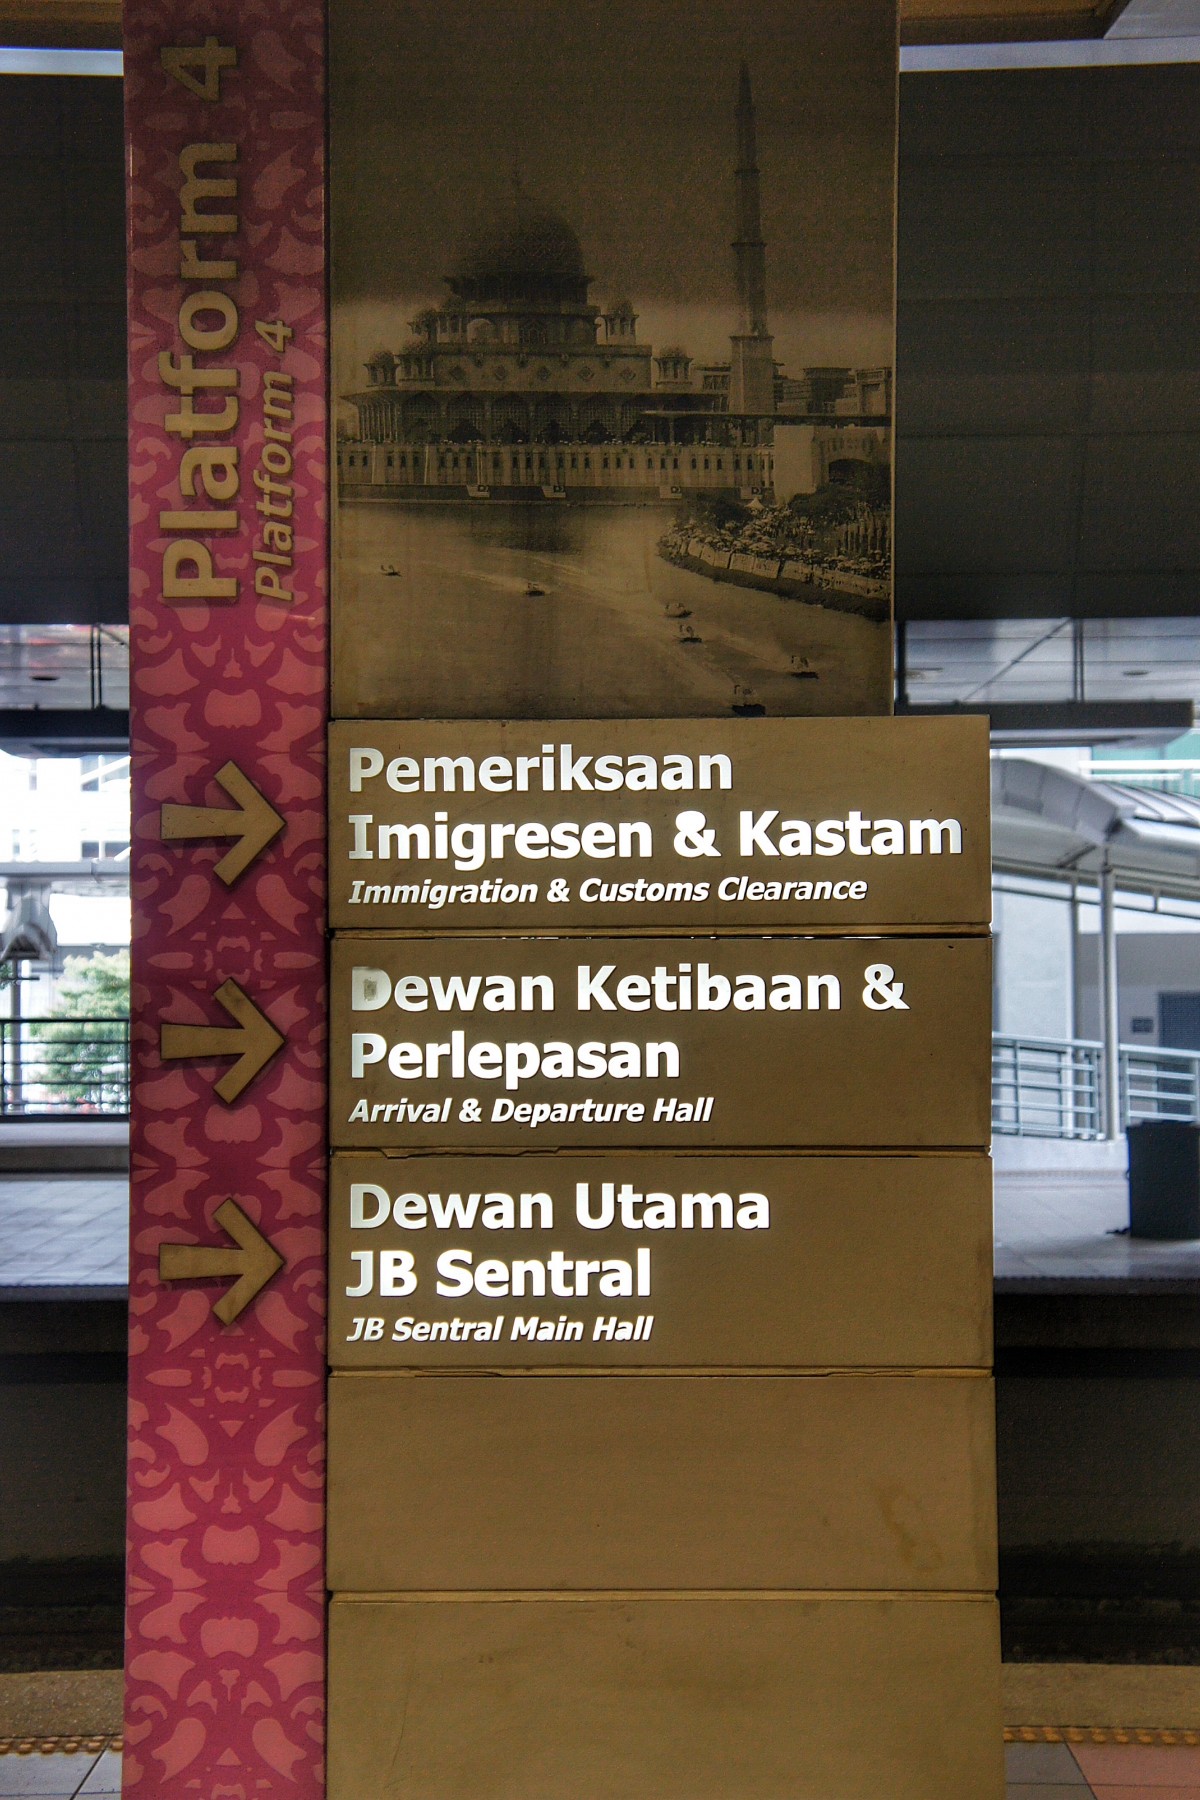 Platform 4
Platform 4
Pemeriksaan
Imigresen & Kastam
Immigration & Customs Clearance
Dewan Ketibaan &
Perlepasan
Arrival & Departure Hall
Dewan Utama
JB Sentral
JB Sentral Main Hall